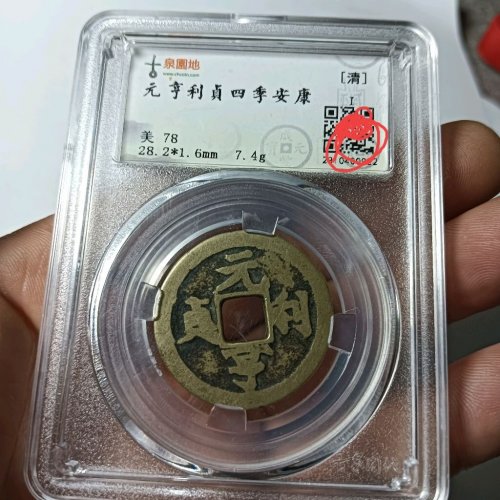 泉園地
www.chcoin.com
[清]
元亨利貞四季安康
美 78
28.2*1.6mm 7.4g
元
亨
利
貞